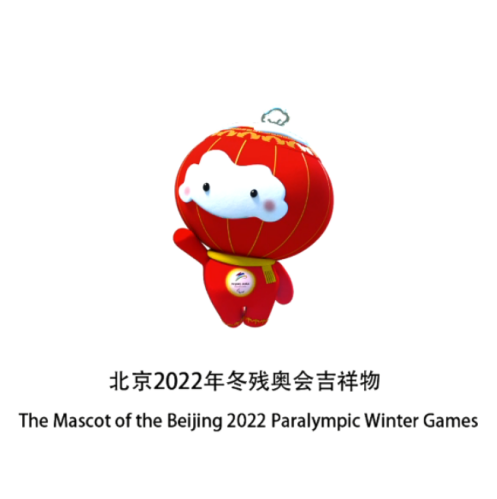 北京2022年冬残奥会吉祥物
The Mascot of the Beijing 2022 Paralympic Winter Games